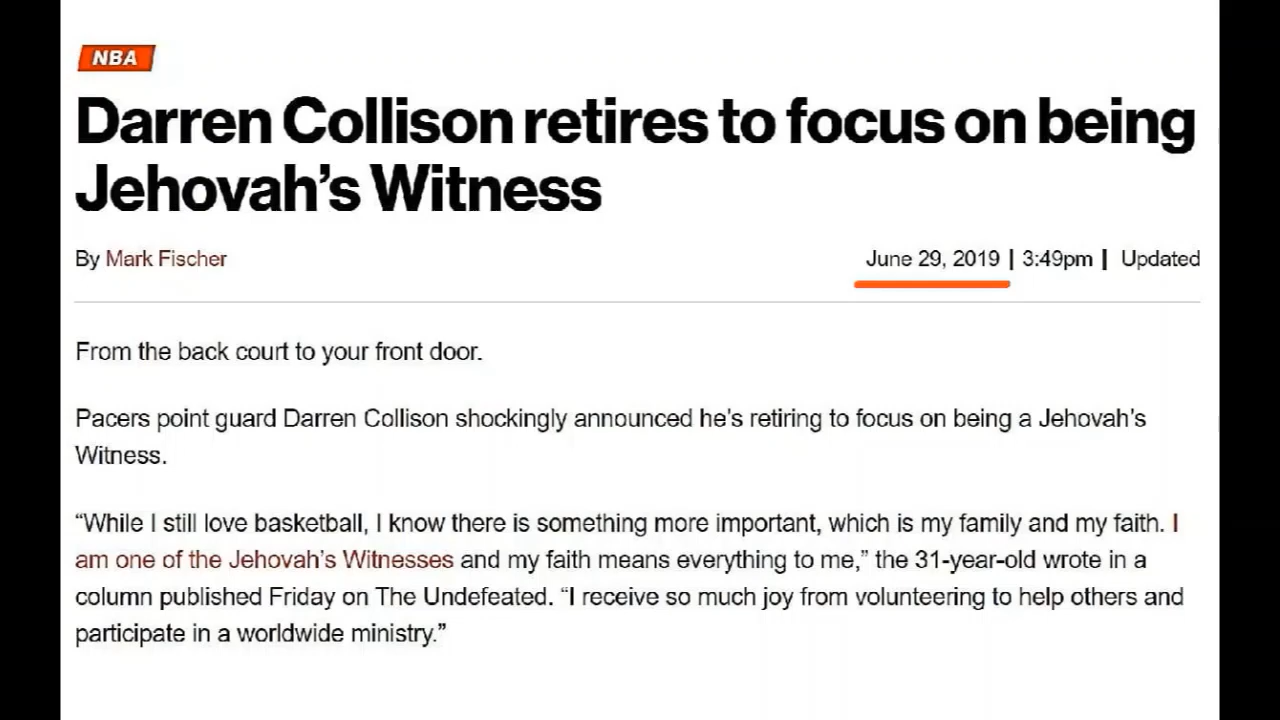 NBA
Darren Collison retires to focus on being
Jehovah’s Witness
By Mark Fischer
June 29, 2019 | 3:49pm | Updated
From the back court to your front door.
Pacers point guard Darren Collison shockingly announced he’s retiring to focus on being a Jehovah’s
Witness.
“While I still love basketball, I know there is something more important, which is my family and my faith. I
am one of the Jehovah’s Witnesses and my faith means everything to me,” the 31-year-old wrote in a
column published Friday on The Undefeated. “I receive so much joy from volunteering to help others and
participate in a worldwide ministry.”